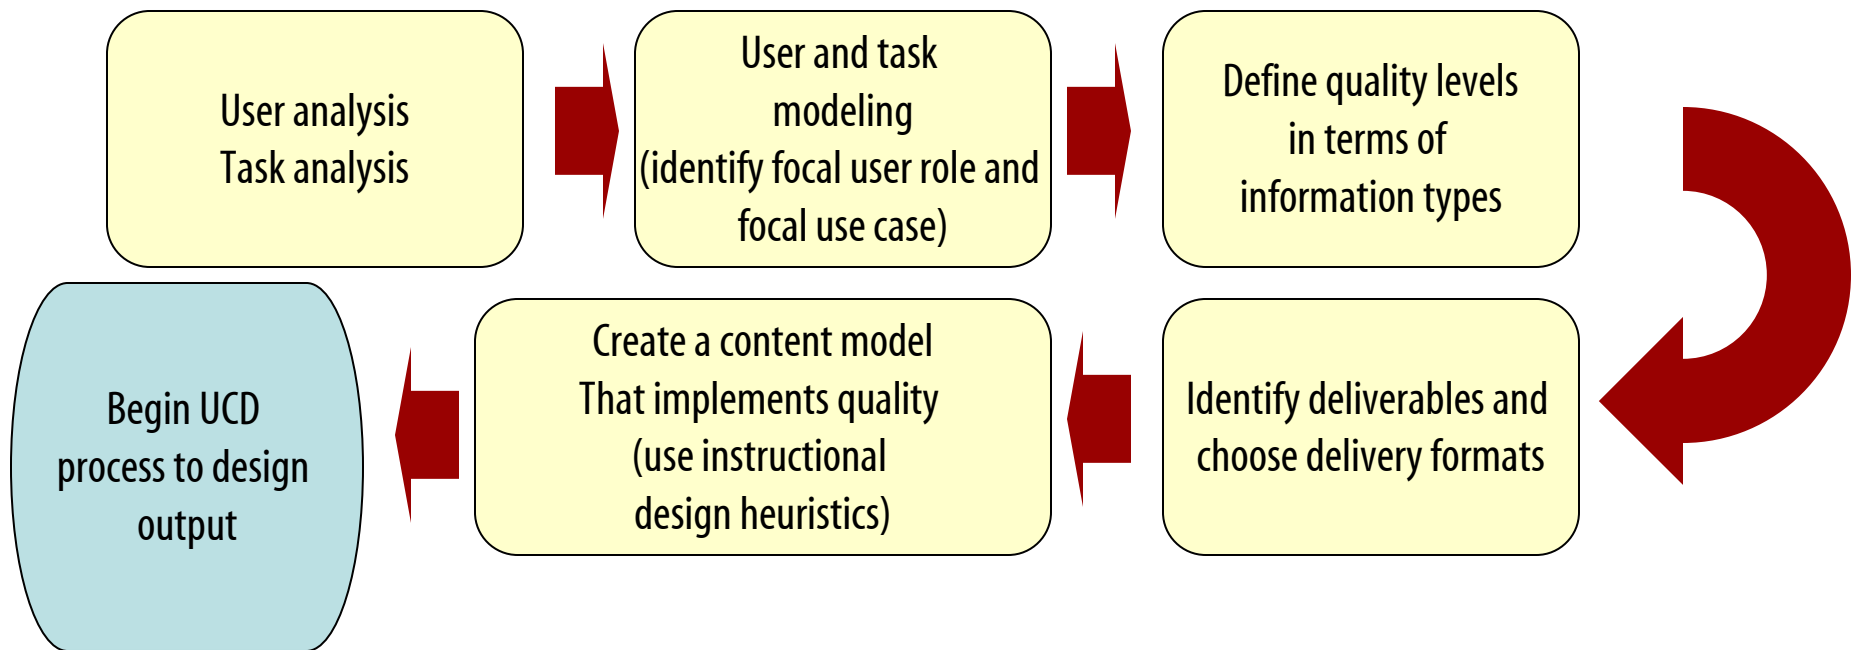 User analysis
Task analysis
User and task
modeling
(identify focal user role and
focal use case)
Define quality levels
in terms of
information types
Identify deliverables and
choose delivery formats
Create a content model
That implements quality
(use instructional
design heuristics)
Begin UCD
process to design
output